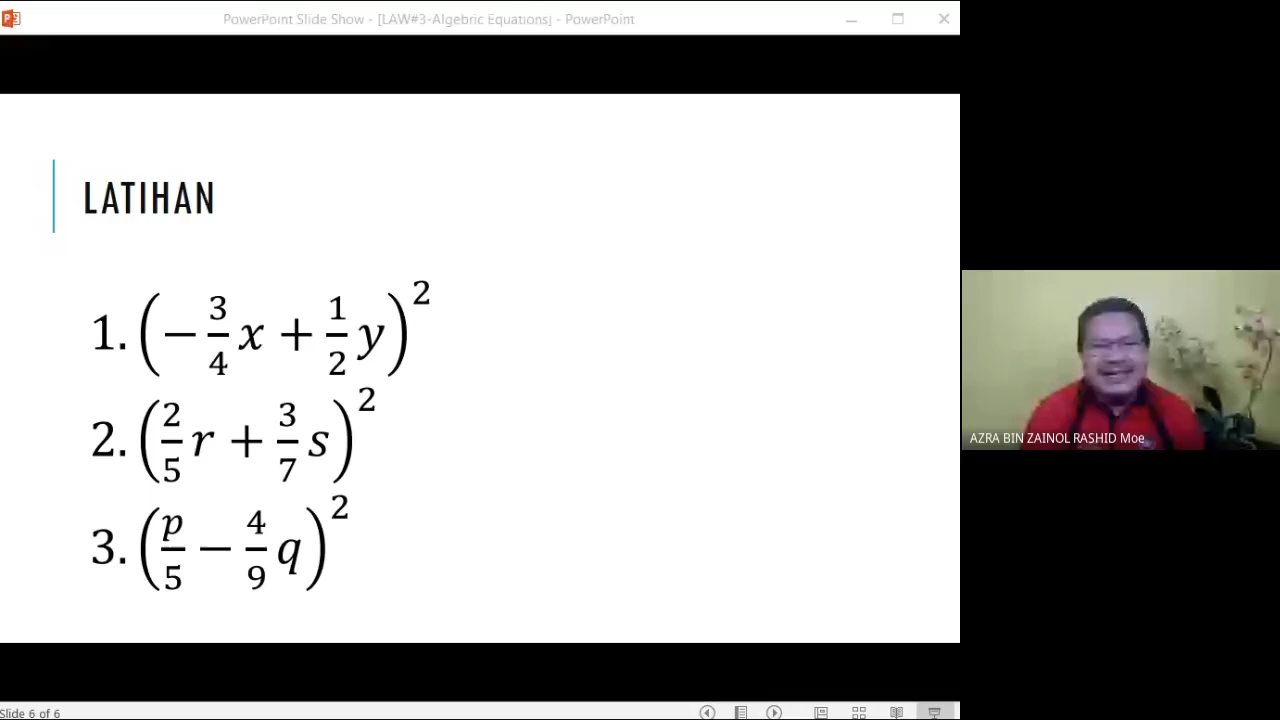 PowerPoint Slide Show - [LAW#3-Algebric Equations] - PowerPoint
LATIHAN
1. (−3/4 x + 1/2 y)²
2. (2/5 r + 3/7 s)²
3. (p/5 − 4/9 q)²
AZRA BIN ZAINOL RASHID Moe
Slide 6 of 6